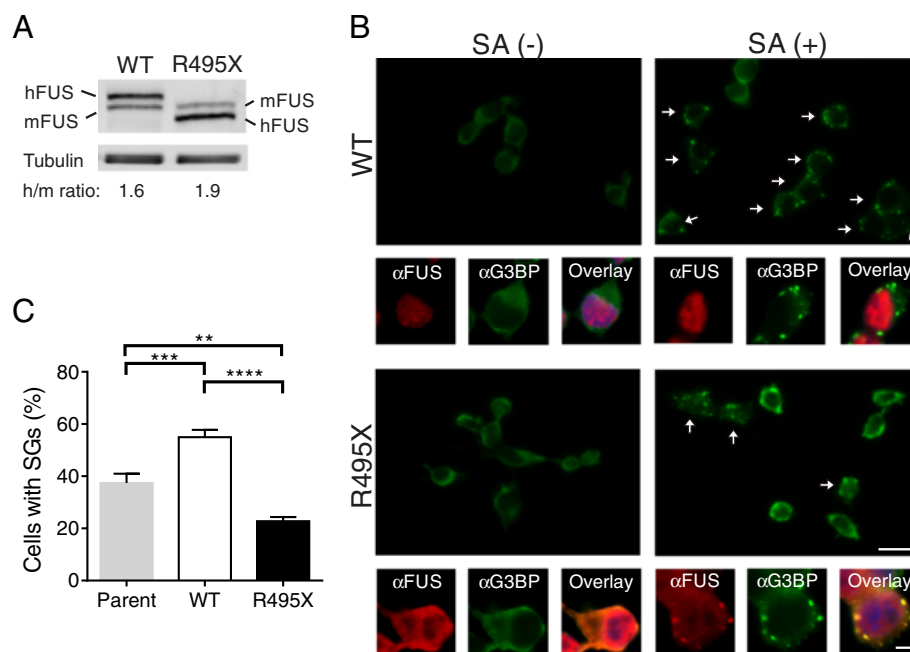 A
WT R495X
hFUS
mFUS
mFUS
hFUS
Tubulin
h/m ratio: 1.6 1.9
B
SA (-) SA (+)
WT
αFUS αG3BP Overlay αFUS αG3BP Overlay
R495X
αFUS αG3BP Overlay αFUS αG3BP Overlay
C
**
*** ****
80
60
40
20
0
Cells with SGs (%)
Parent WT R495X